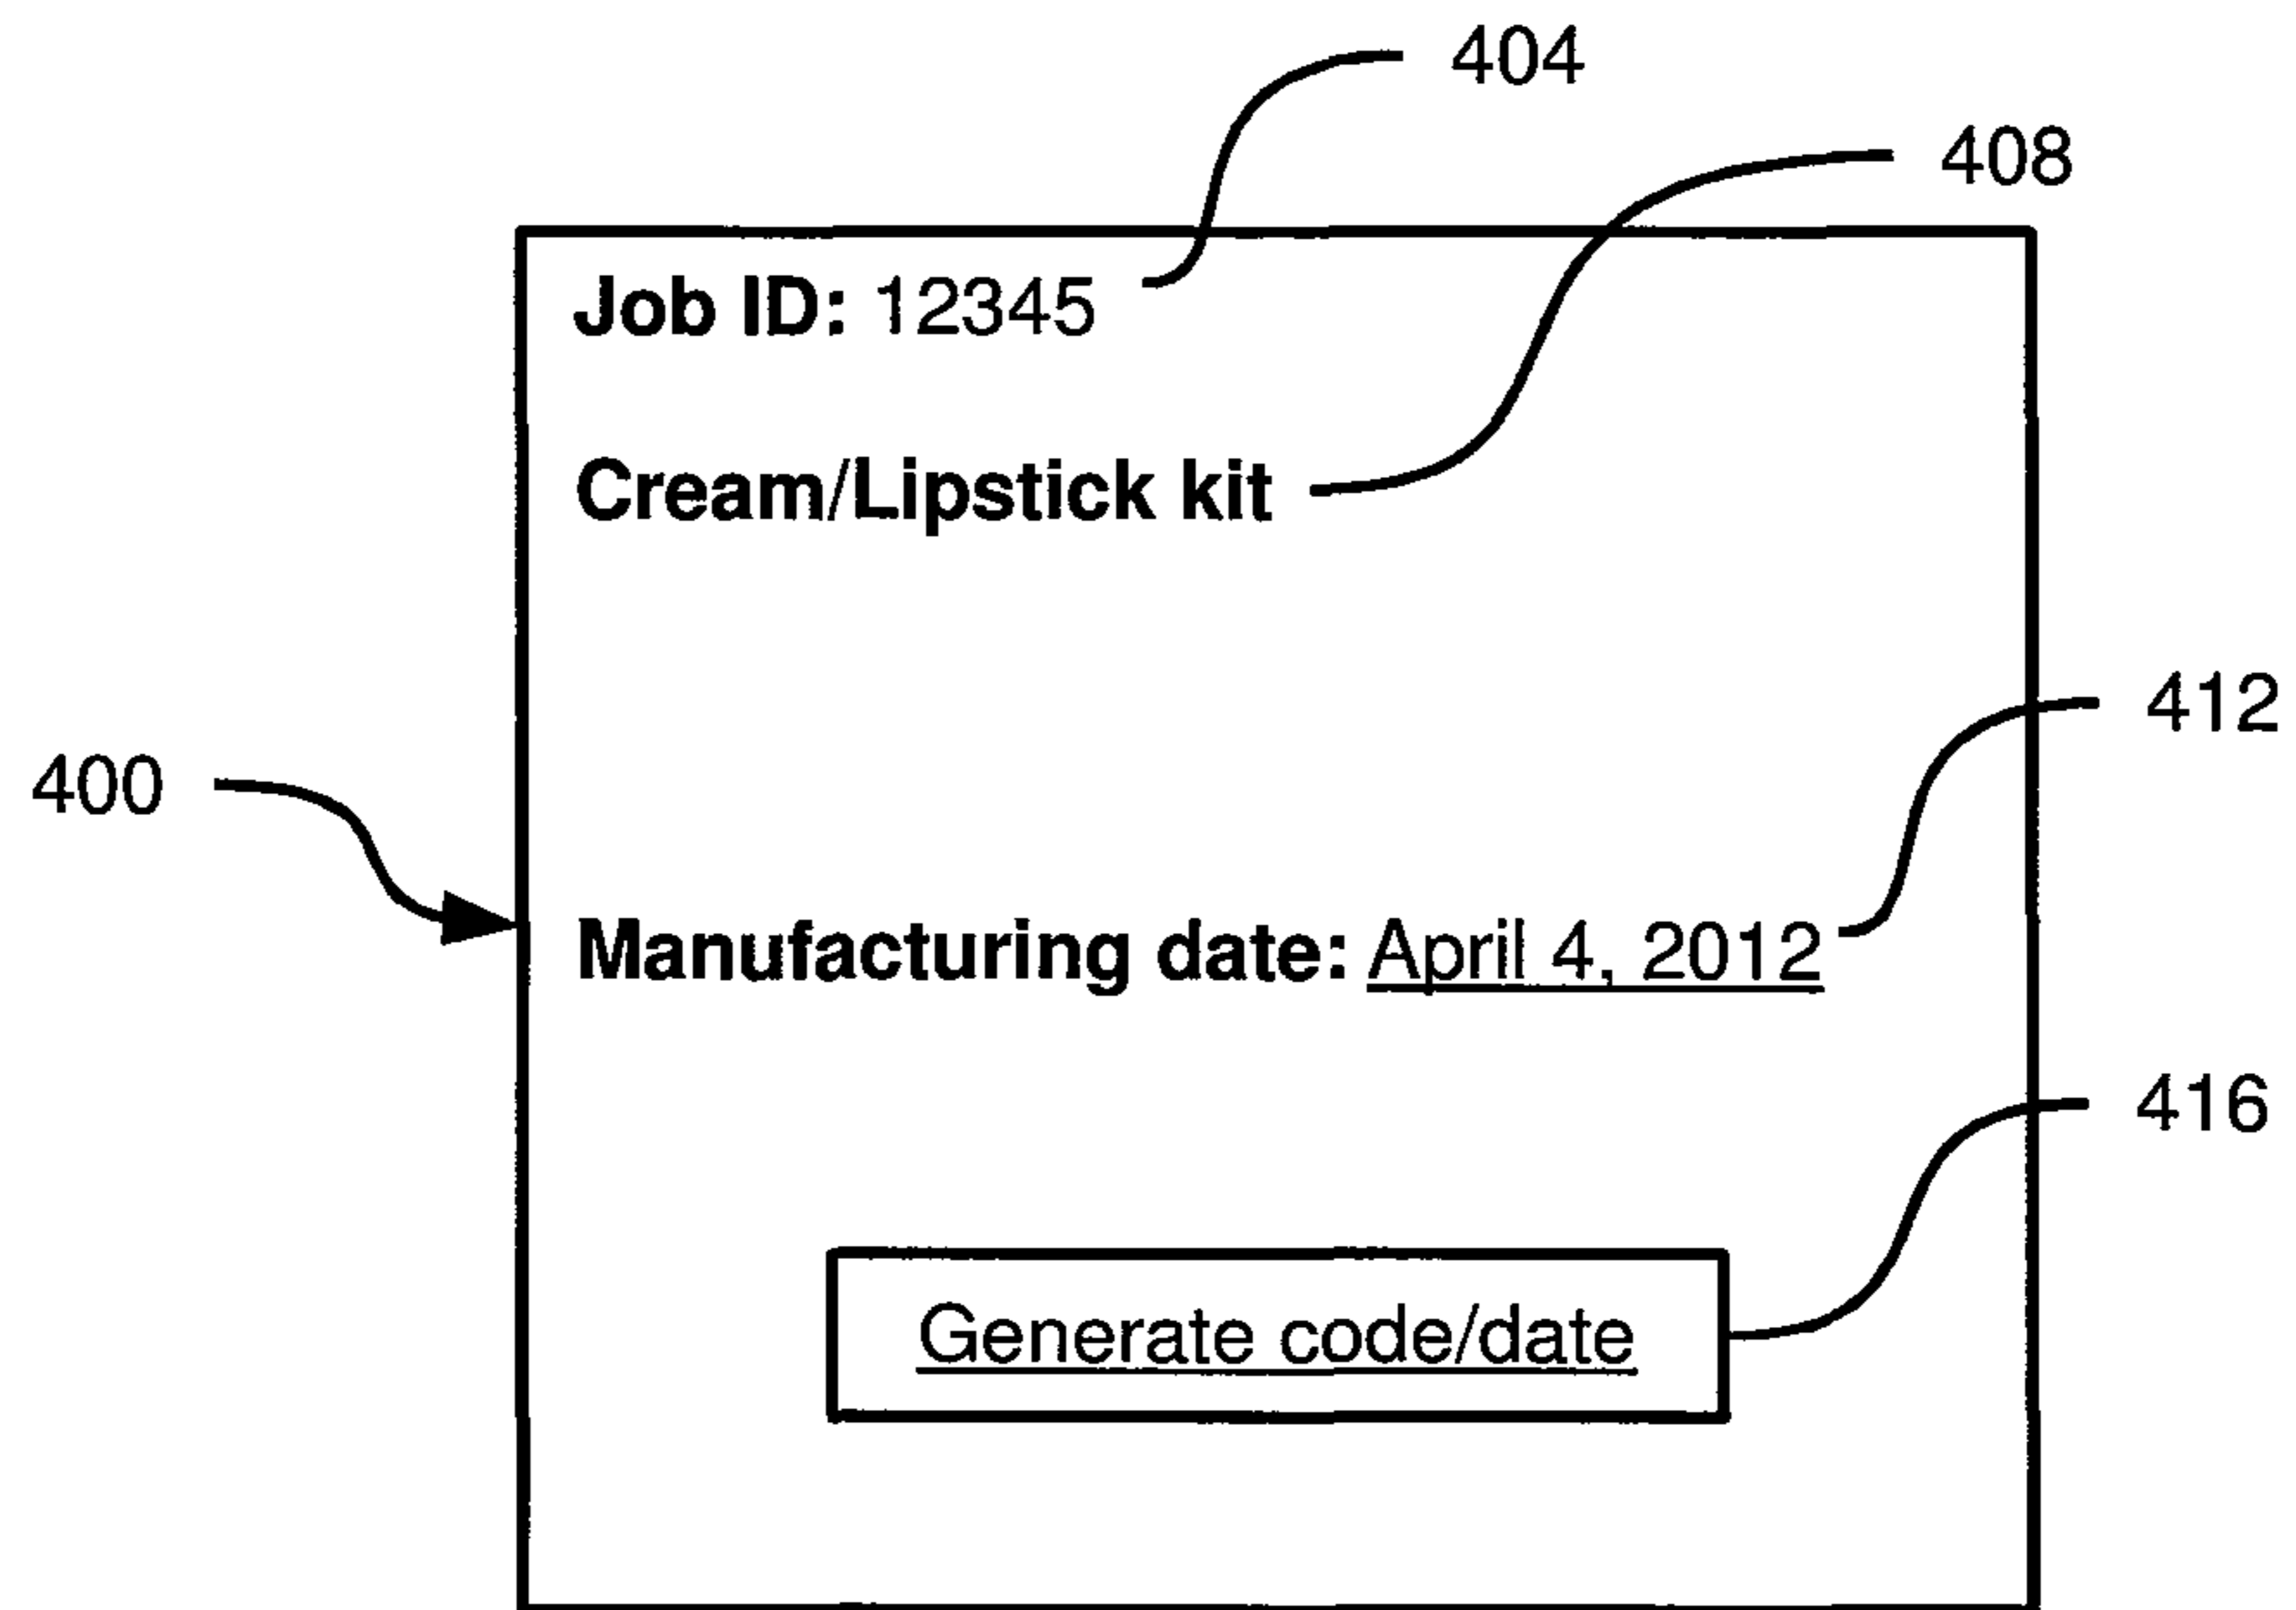 404
408
Job ID: 12345
Cream/Lipstick kit
412
400
Manufacturing date: April 4, 2012
416
Generate code/date